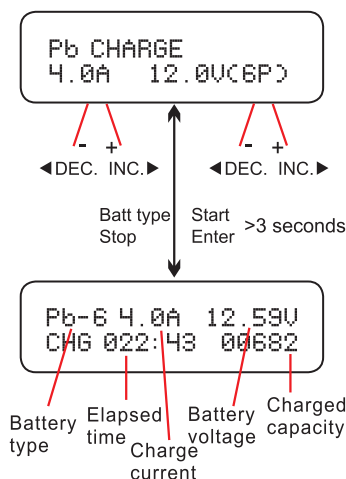 Pb CHARGE
4.0A 12.0V(6P)
- + - +
◀DEC. INC.▶ ◀DEC. INC.▶
Batt type Start
Stop Enter >3 seconds
Pb-6 4.0A 12.59V
CHG 022:43 00682
Battery type
Elapsed time
Charge current
Battery voltage
Charged capacity